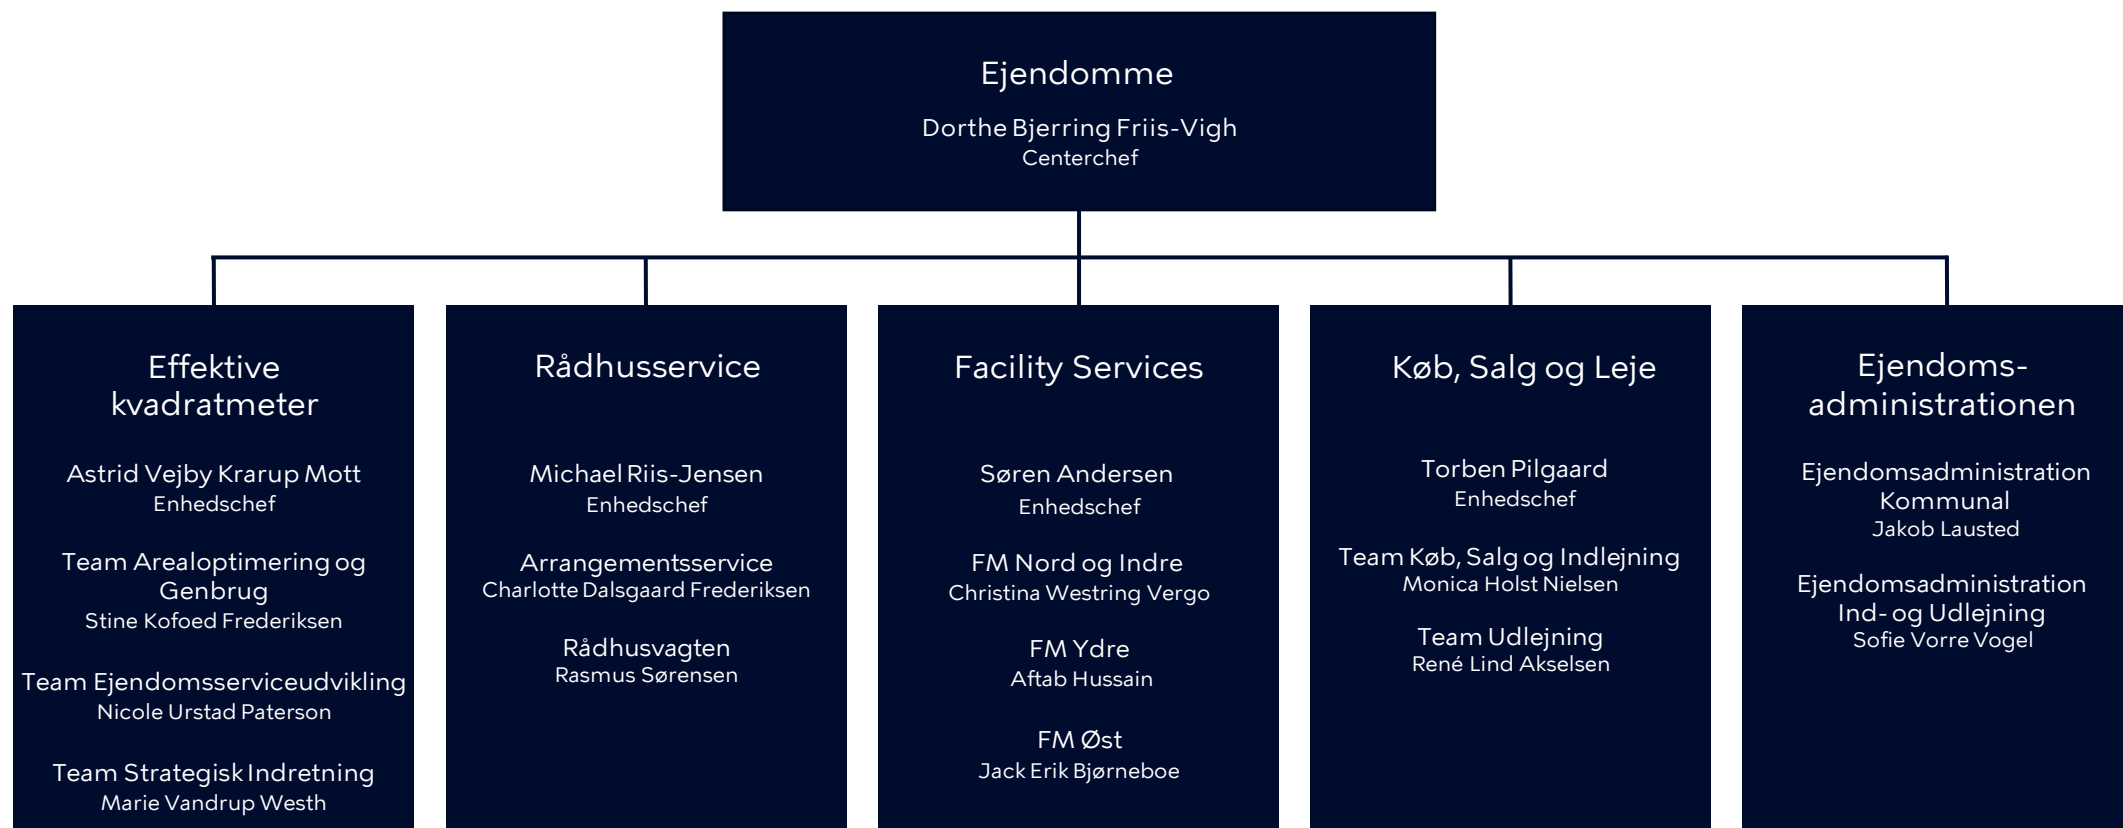 Ejendomme
Dorthe Bjerring Friis-Vigh
Centerchef
Effektive
kvadratmeter
Astrid Vejby Krarup Mott
Enhedschef
Team Arealoptimering og
Genbrug
Stine Kofoed Frederiksen
Team Ejendomsserviceudvikling
Nicole Urstad Paterson
Team Strategisk Indretning
Marie Vandrup Westh
Rådhusservice
Michael Riis-Jensen
Enhedschef
Arrangementsservice
Charlotte Dalsgaard Frederiksen
Rådhusvagten
Rasmus Sørensen
Facility Services
Søren Andersen
Enhedschef
FM Nord og Indre
Christina Westring Vergo
FM Ydre
Aftab Hussain
FM Øst
Jack Erik Bjørneboe
Køb, Salg og Leje
Torben Pilgaard
Enhedschef
Team Køb, Salg og Indlejning
Monica Holst Nielsen
Team Udlejning
René Lind Akselsen
Ejendoms-
administrationen
Ejendomsadministration
Kommunal
Jakob Lausted
Ejendomsadministration
Ind- og Udlejning
Sofie Vorre Vogel